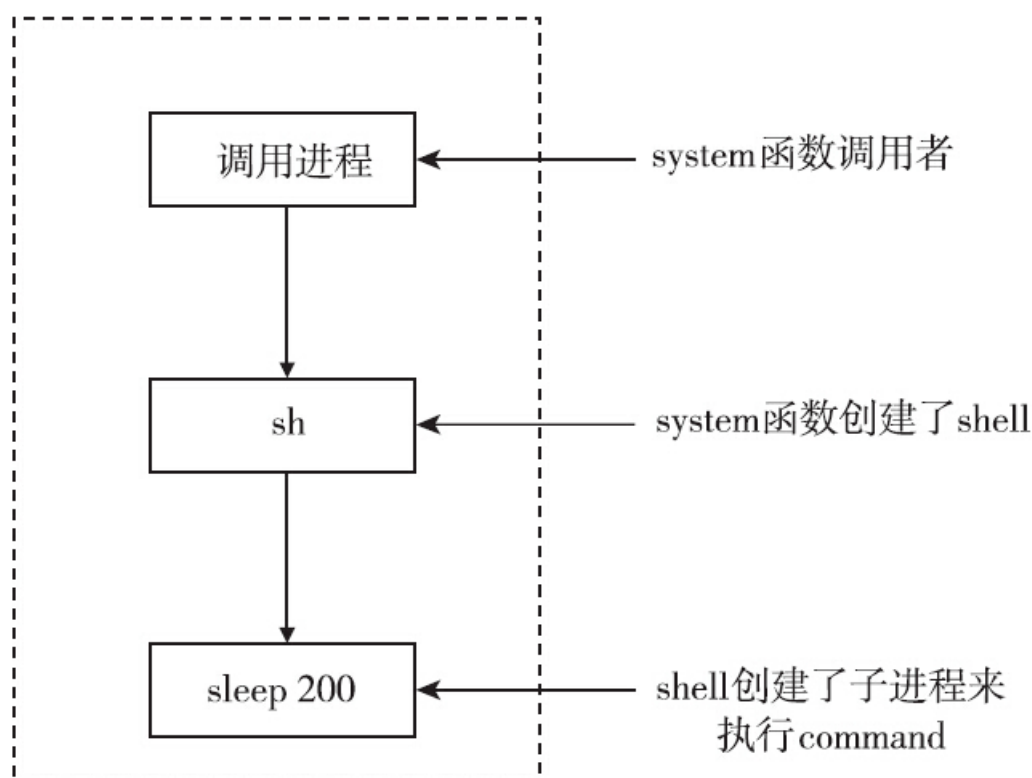 调用进程
system函数调用者
sh
system函数创建了shell
sleep 200
shell创建了子进程来
执行command